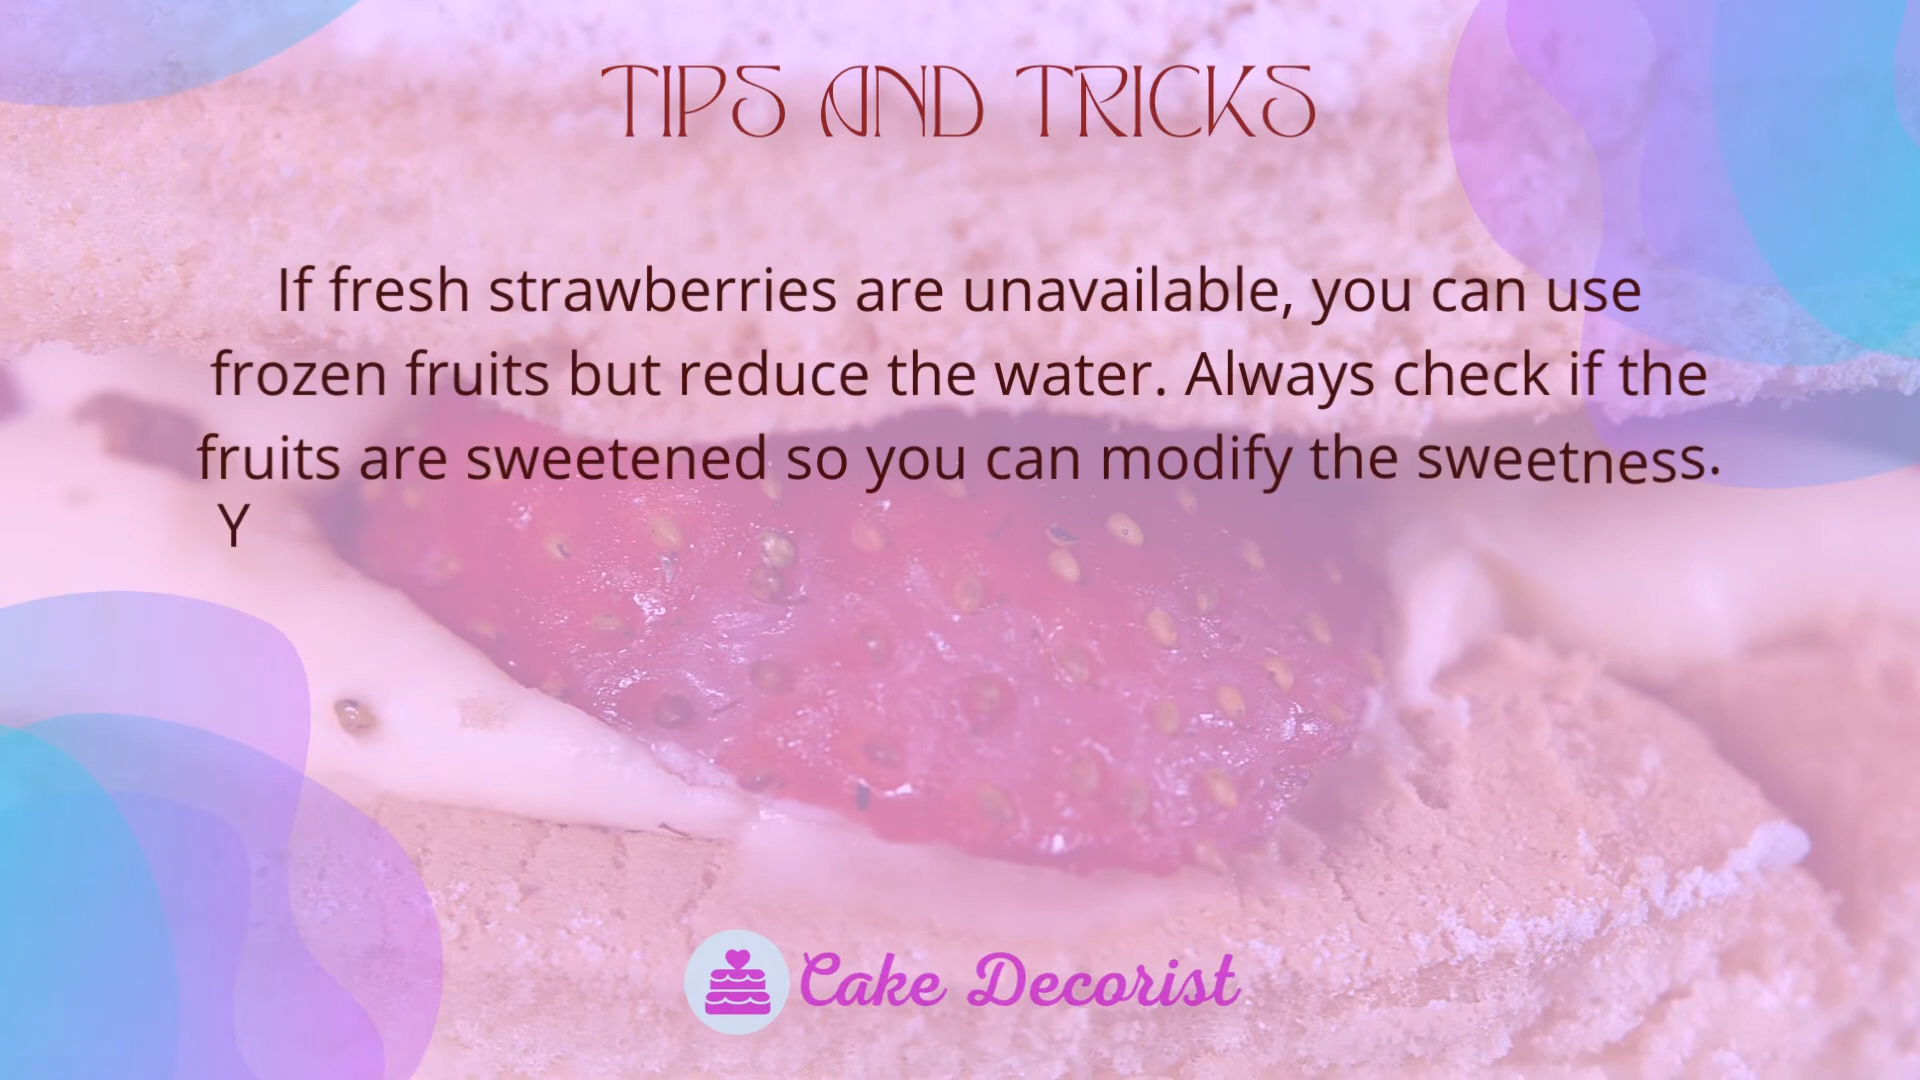 TIPS AND TRICKS
If fresh strawberries are unavailable, you can use
frozen fruits but reduce the water. Always check if the
fruits are sweetened so you can modify the sweetness.
Y
Cake Decorist